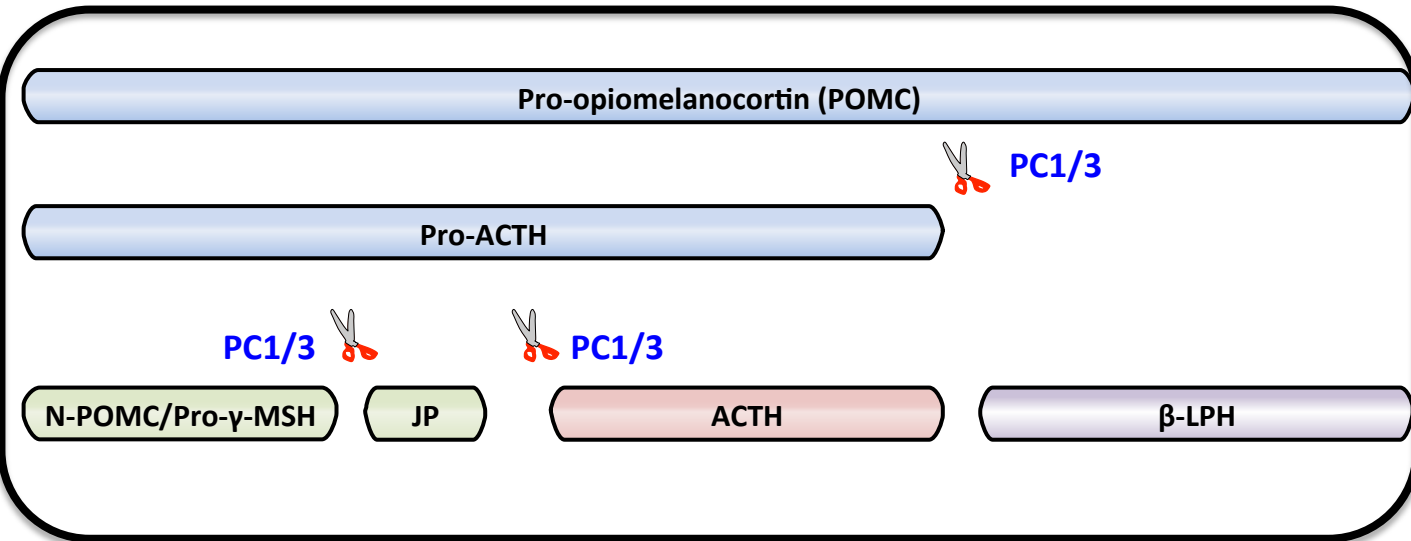 Pro-opiomelanocortin (POMC)
PC1/3
Pro-ACTH
PC1/3
PC1/3
N-POMC/Pro-γ-MSH
JP
ACTH
β-LPH